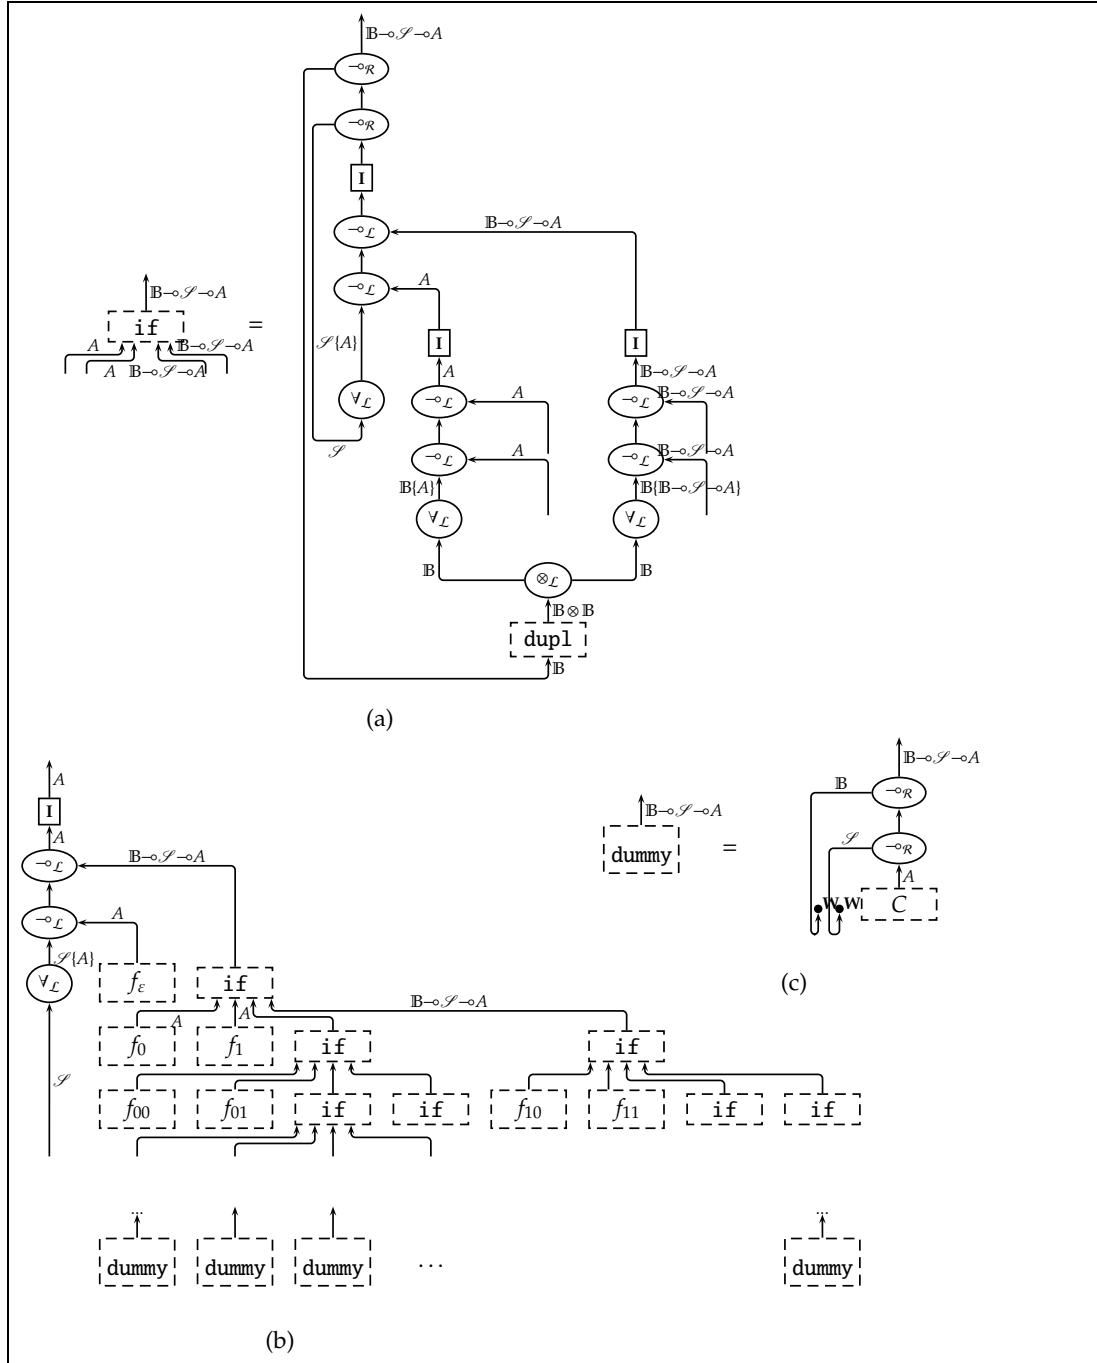 𝔹⊸𝒮⊸A
⊸ℛ
⊸ℛ
I
⊸ℒ
𝔹⊸𝒮⊸A
𝔹⊸𝒮⊸A
⊸ℒ
A
if
=
A
𝔹⊸𝒮⊸A
A
𝔹⊸𝒮⊸A
𝒮{A}
I
I
A
𝔹⊸𝒮⊸A
∀ℒ
⊸ℒ
A
⊸ℒ
𝔹⊸𝒮⊸A
𝒮
⊸ℒ
A
⊸ℒ
𝔹⊸𝒮⊸A
𝔹{A}
𝔹{𝔹⊸𝒮⊸A}
∀ℒ
∀ℒ
𝔹
⊗ℒ
𝔹
𝔹⊗𝔹
dupl
𝔹
(a)
A
I
A
⊸ℒ
𝔹⊸𝒮⊸A
⊸ℒ
A
𝒮{A}
∀ℒ
f_ε
if
𝔹⊸𝒮⊸A
A
A
f_0
f_1
if
if
𝒮
f_00
f_01
if
if
f_10
f_11
if
if
...
...
dummy
dummy
dummy
...
dummy
(b)
𝔹⊸𝒮⊸A
dummy
=
𝔹⊸𝒮⊸A
𝔹
⊸ℛ
𝒮
⊸ℛ
A
W
W
C
(c)